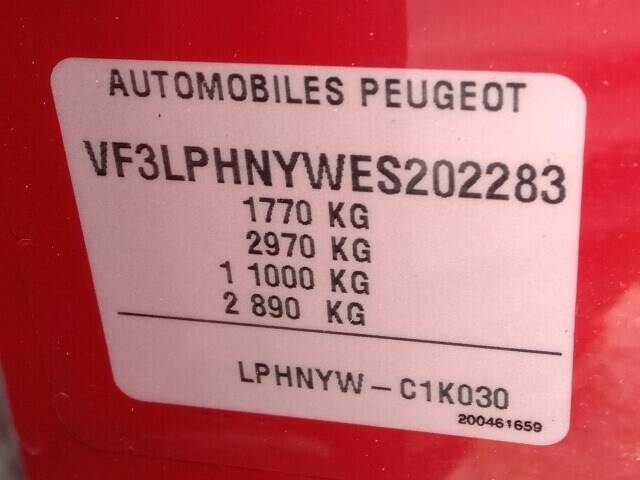 AUTOMOBILES PEUGEOT
VF3LPHNYWES202283
1770 KG
2970 KG
1 1000 KG
2 890 KG
LPHNYW - C1K030
200461659